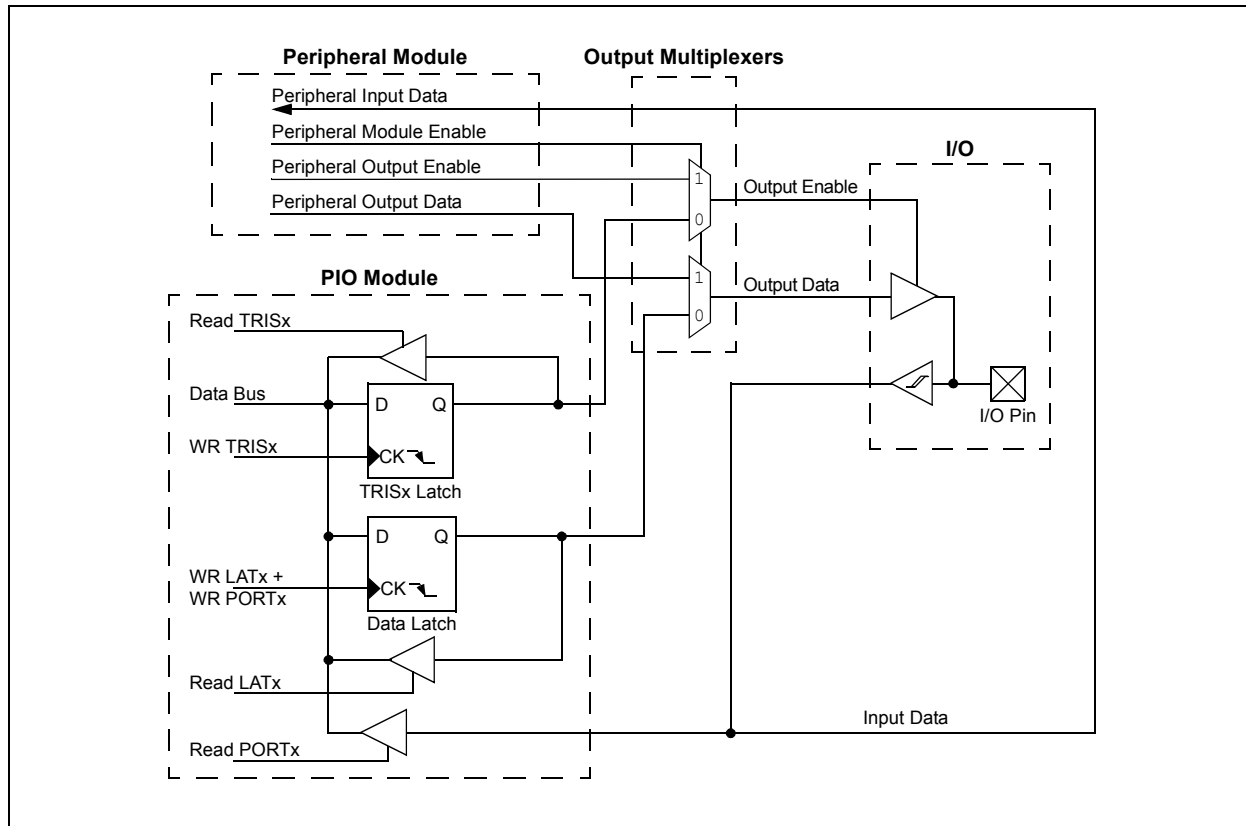 Peripheral Module
Output Multiplexers
Peripheral Input Data
Peripheral Module Enable
Peripheral Output Enable
Peripheral Output Data
1
0
Output Enable
1
0
Output Data
I/O
I/O Pin
PIO Module
Read TRISx
Data Bus
D Q
WR TRISx
CK
TRISx Latch
D Q
WR LATx +
WR PORTx
CK
Data Latch
Read LATx
Input Data
Read PORTx